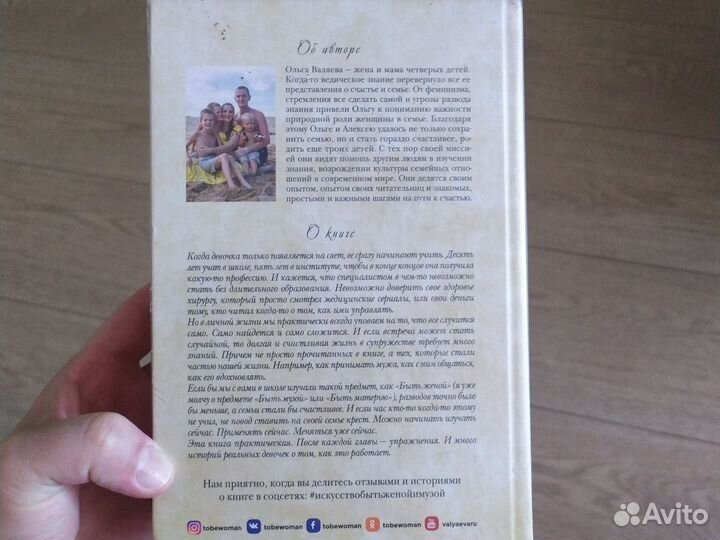 Об авторе
Ольга Валяева – жена и мама четверых детей.
Когда-то ведическое знание перевернуло все ее
представления о счастье и семье. От феминизма,
стремления все сделать самой и угрозы развода
знания привели Ольгу к пониманию важности
природной роли женщины в семье. Благодаря
этому Ольге и Алексею удалось не только сохра-
нить семью, но и стать гораздо счастливее, ро-
дить еще троих детей. С тех пор своей мисси-
ей они видят помощь другим людям в изучении
знания, возрождении культуры семейных отно-
шений в современном мире. Они делятся своим
опытом, опытом своих читательниц и знакомых,
простыми и важными шагами на пути к счастью.
О книге
Когда девочка только появляется на свет, ее сразу начинают учить. Десять
лет учат в школе, пять лет в институте, чтобы в конце концов она получила
какую-то профессию. И кажется, что специалистом в чем-то невозможно
стать без длительного образования. Невозможно доверить свое здоровье
хирургу, который просто смотрел медицинские сериалы, или свои деньги
тому, кто читал когда-то о том, как ими управлять.
Но в личной жизни мы практически всегда уповаем на то, что все случится
само. Само найдется и само сложится. И если встреча может стать
случайной, то долгая и счастливая жизнь в супружестве требует много
знаний. Причем не просто прочитанных в книге, а тех, которые стали
частью нашей жизни. Например, как принимать мужа, как с ним общаться,
как его вдохновлять.
Если бы мы с вами в школе изучали такой предмет, как «Быть женой» (я уже
молчу о предмете «Быть музой» или «Быть матерью»), разводов точно было
бы меньше, а семьи стали бы счастливее. И если нас кто-то когда-то этому
не учил, не повод ставить на своей семье крест. Можно начинать изучать
сейчас. Применять сейчас. Меняться уже сейчас.
Эта книга практическая. После каждой главы – упражнения. И много
историй реальных девочек о том, как это работает.
Нам приятно, когда вы делитесь отзывами и историями
о книге в соцсетях: #искусствобытьженойимузой
tobewoman tobewoman tobewoman tobewoman valyaevaru
Avito